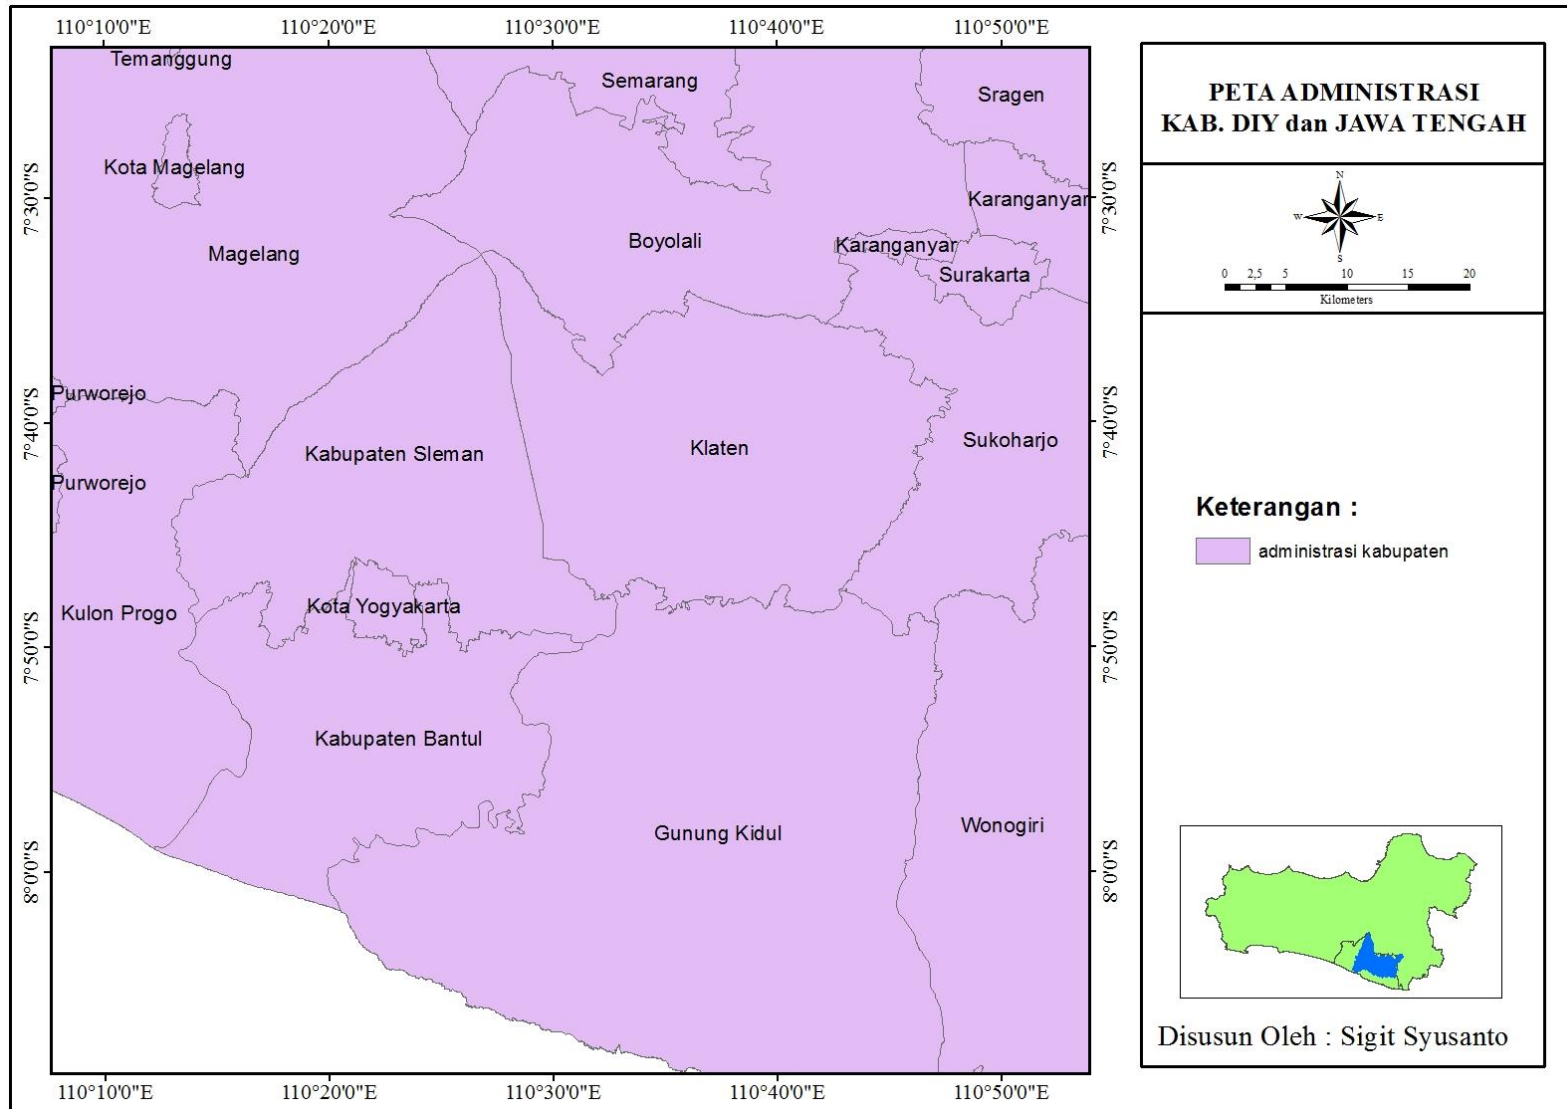 110°10'0"E 110°20'0"E 110°30'0"E 110°40'0"E 110°50'0"E
Temanggung
Semarang
Sragen
Kota Magelang
Karanganyar
7°30'0"S
7°30'0"S
Magelang
Boyolali
Karanganyar
Surakarta
Purworejo
7°40'0"S
7°40'0"S
Kabupaten Sleman
Klaten
Sukoharjo
Purworejo
Kulon Progo
Kota Yogyakarta
7°50'0"S
7°50'0"S
Kabupaten Bantul
Gunung Kidul
Wonogiri
8°0'0"S
8°0'0"S
110°10'0"E 110°20'0"E 110°30'0"E 110°40'0"E 110°50'0"E
PETA ADMINISTRASI
KAB. DIY dan JAWA TENGAH
N
W E
S
0 2,5 5 10 15 20
Kilometers
Keterangan :
administrasi kabupaten
Disusun Oleh : Sigit Syusanto